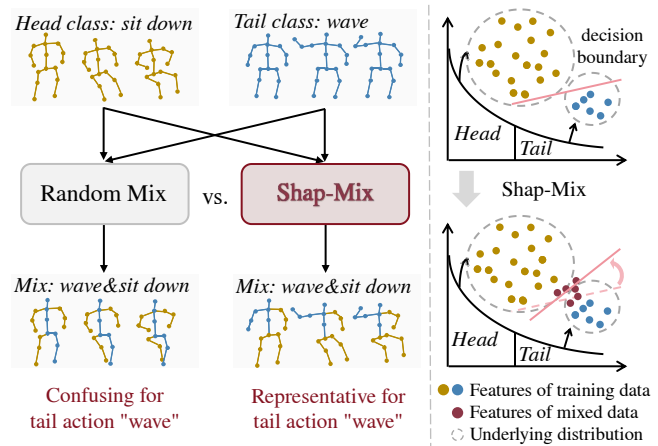 Head class: sit down
Tail class: wave
Random Mix
vs.
Shap-Mix
Mix: wave&sit down
Mix: wave&sit down
Confusing for
tail action "wave"
Representative for
tail action "wave"
decision
boundary
Head
Tail
Shap-Mix
Head
Tail
Features of training data
Features of mixed data
Underlying distribution